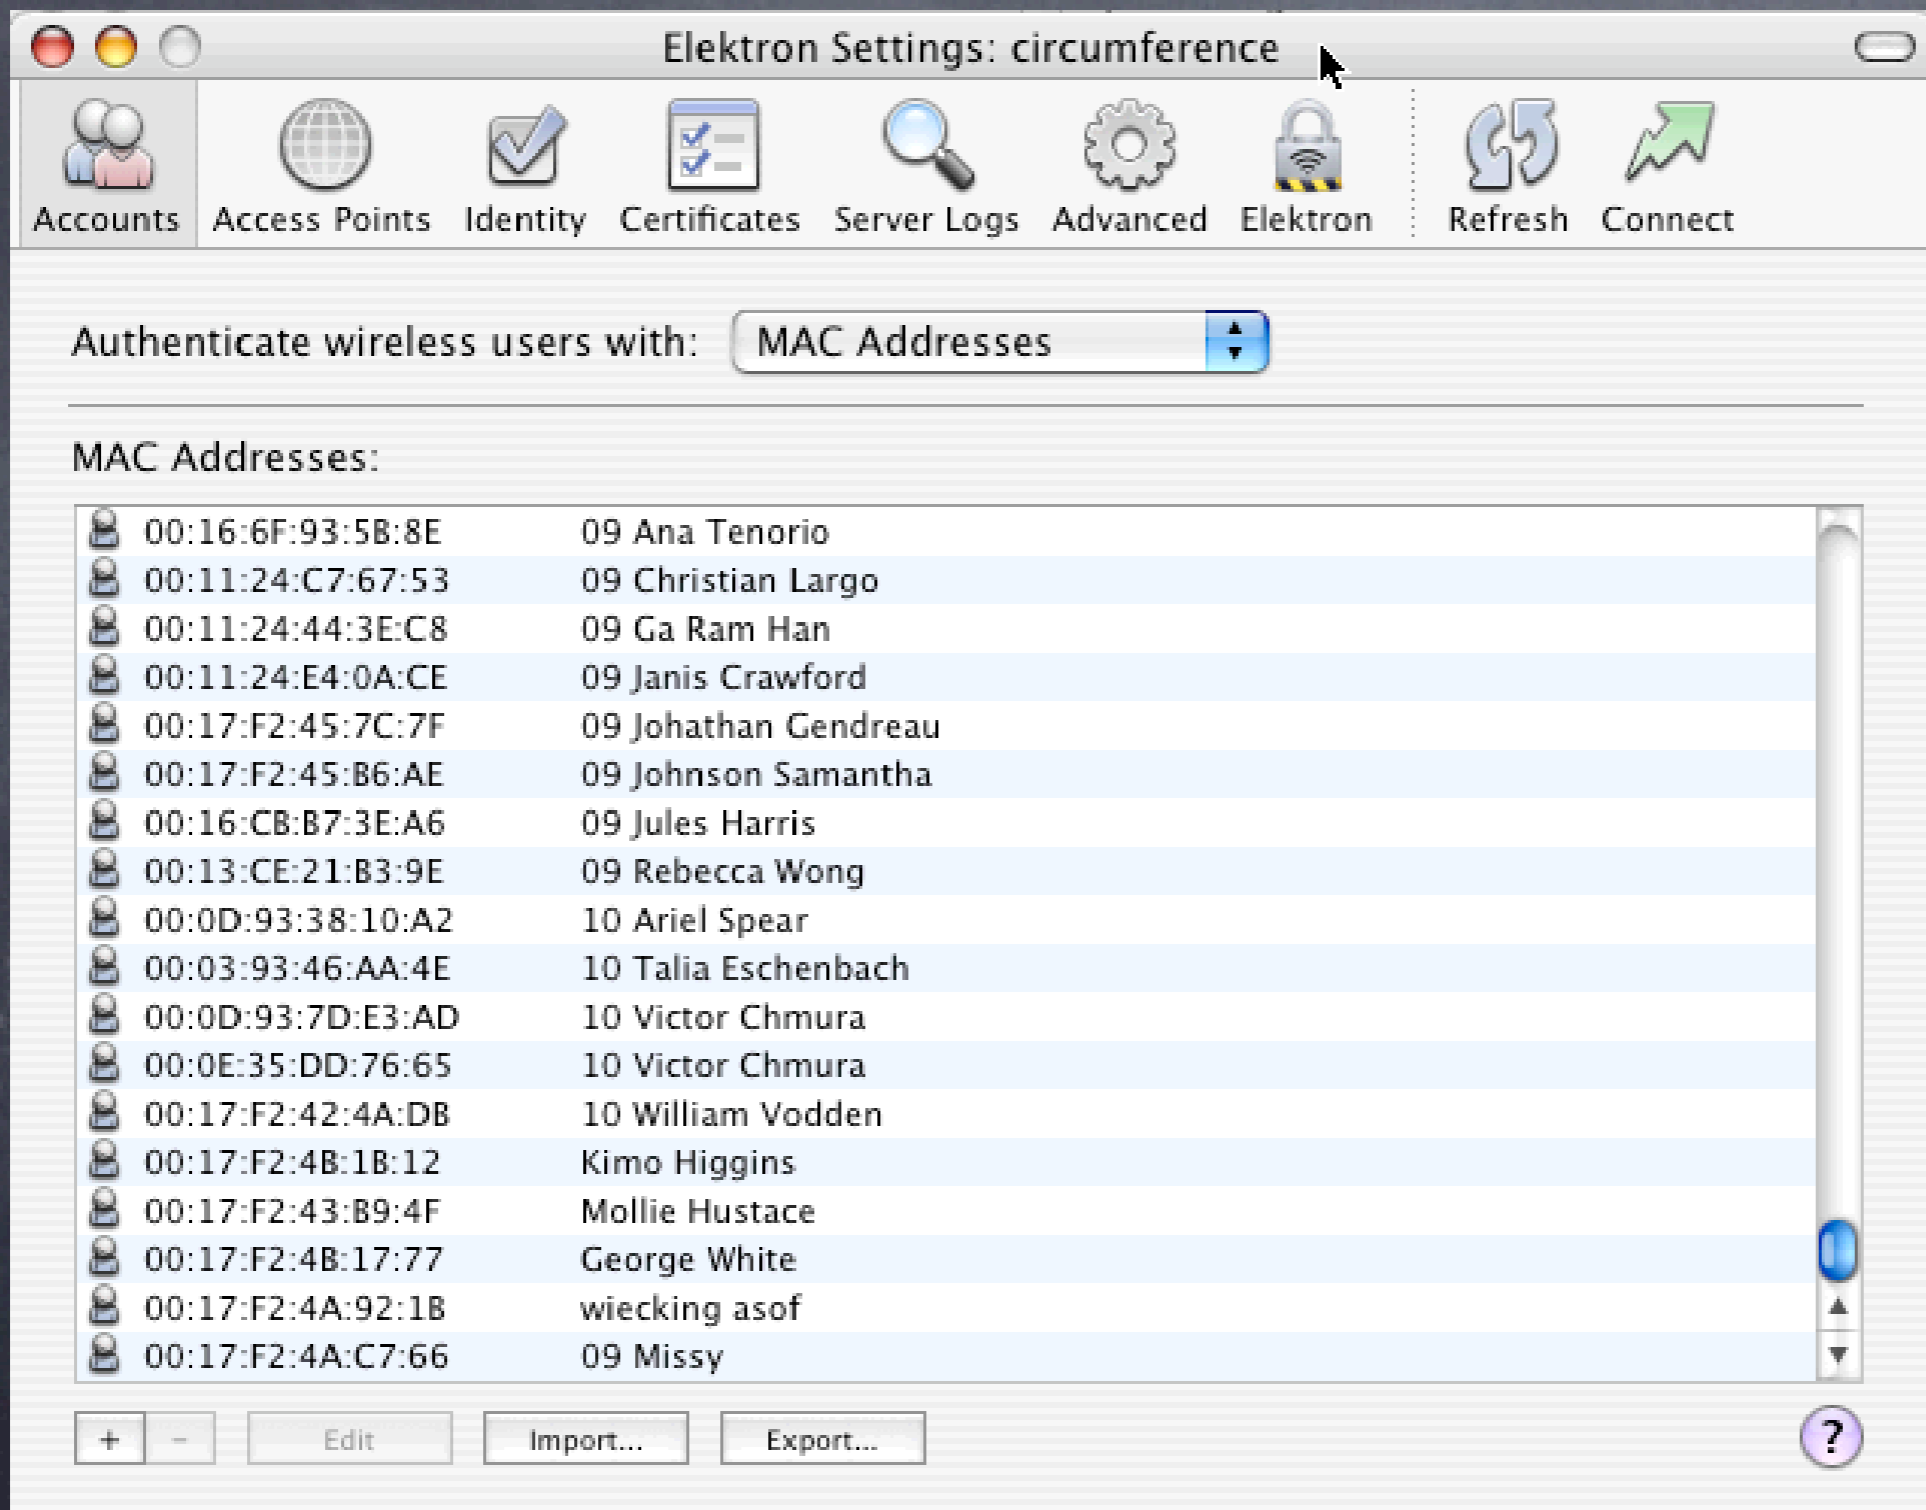 Elektron Settings: circumference
Accounts Access Points Identity Certificates Server Logs Advanced Elektron Refresh Connect
Authenticate wireless users with: MAC Addresses
MAC Addresses:
00:16:6F:93:5B:8E 09 Ana Tenorio
00:11:24:C7:67:53 09 Christian Largo
00:11:24:44:3E:C8 09 Ga Ram Han
00:11:24:E4:0A:CE 09 Janis Crawford
00:17:F2:45:7C:7F 09 Johathan Gendreau
00:17:F2:45:B6:AE 09 Johnson Samantha
00:16:CB:B7:3E:A6 09 Jules Harris
00:13:CE:21:B3:9E 09 Rebecca Wong
00:0D:93:38:10:A2 10 Ariel Spear
00:03:93:46:AA:4E 10 Talia Eschenbach
00:0D:93:7D:E3:AD 10 Victor Chmura
00:0E:35:DD:76:65 10 Victor Chmura
00:17:F2:42:4A:DB 10 William Vodden
00:17:F2:4B:1B:12 Kimo Higgins
00:17:F2:43:B9:4F Mollie Hustace
00:17:F2:4B:17:77 George White
00:17:F2:4A:92:1B wiecking asof
00:17:F2:4A:C7:66 09 Missy
+ - Edit Import... Export... ?